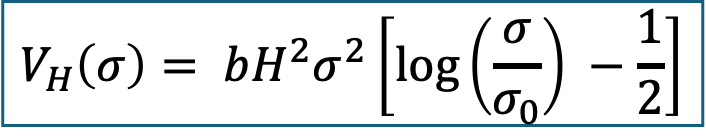 V_H(σ) = bH²σ² [log(σ/σ₀) − 1/2]